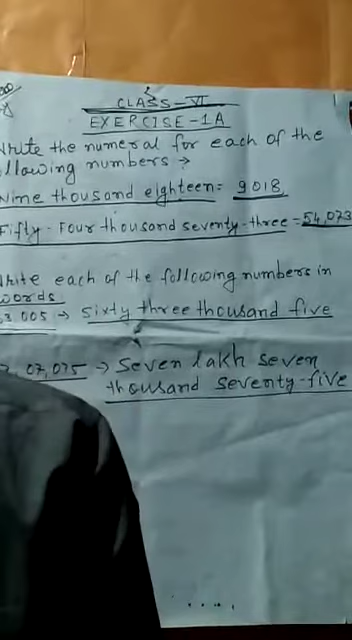 CLASS-VI
EXERCISE-1A
Write the numeral for each of the
following numbers →
Nine thousand eighteen = 9018
Fifty-Four thousand seventy-three = 54,073
Write each of the following numbers in
words
63 005 → Sixty three thousand five
7,07,075 → Seven lakh seven
thousand seventy-five